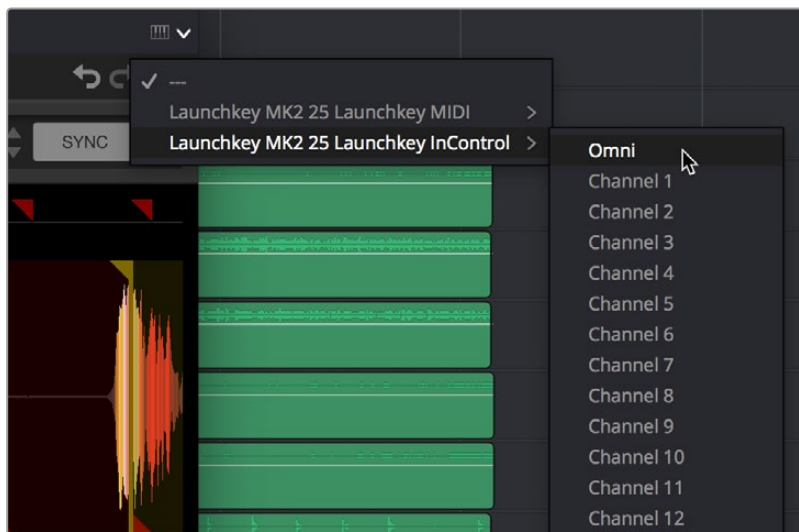 ---
Launchkey MK2 25 Launchkey MIDI >
SYNC
Launchkey MK2 25 Launchkey InControl >
Omni
Channel 1
Channel 2
Channel 3
Channel 4
Channel 5
Channel 6
Channel 7
Channel 8
Channel 9
Channel 10
Channel 11
Channel 12